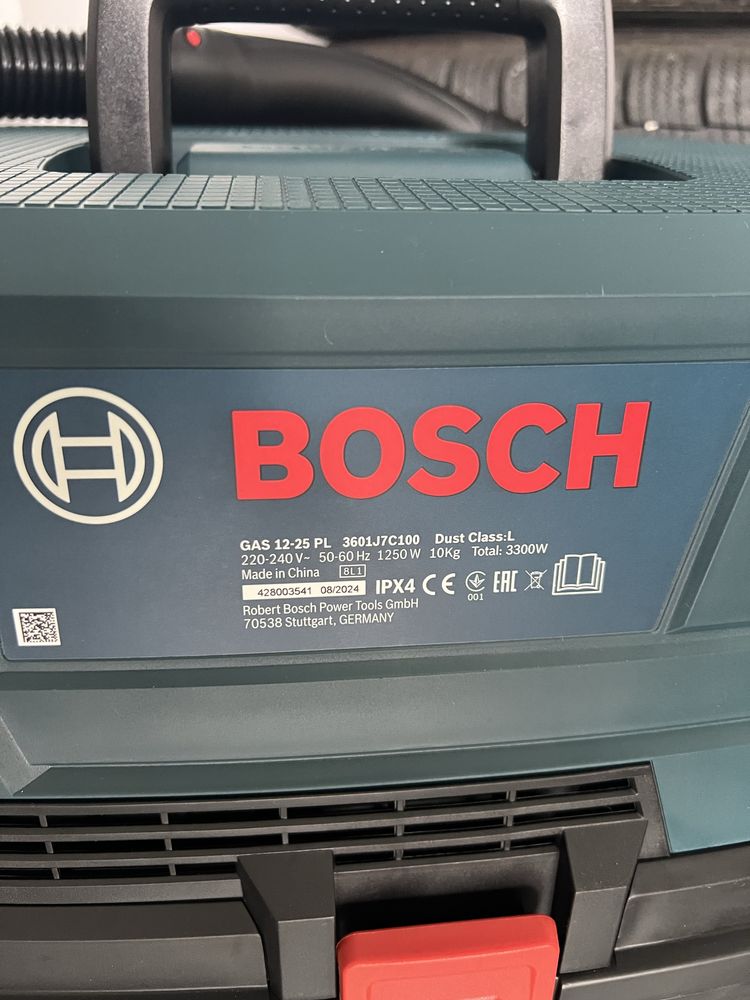 BOSCH
GAS 12-25 PL 3601J7C100 Dust Class:L
220-240 V~ 50-60 Hz 1250 W 10Kg Total: 3300W
Made in China 8L1
428003541 08/2024 IPX4 CE 001 EAC
Robert Bosch Power Tools GmbH
70538 Stuttgart, GERMANY